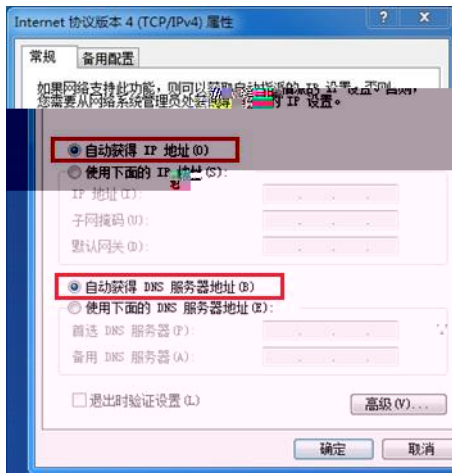 Internet 协议版本 4 (TCP/IPv4) 属性
常规 备用配置
如果网络支持此功能，则可以获取自动指派的 IP 设置。否则，
您需要从网络系统管理员处 IP 设置。
自动获得 IP 地址(O)
使用下面的 IP 地址(S):
IP 地址(I):
子网掩码(U):
默认网关(D):
自动获得 DNS 服务器地址(B)
使用下面的 DNS 服务器地址(E):
首选 DNS 服务器(P):
备用 DNS 服务器(A):
退出时验证设置(L)
高级(V)...
确定 取消